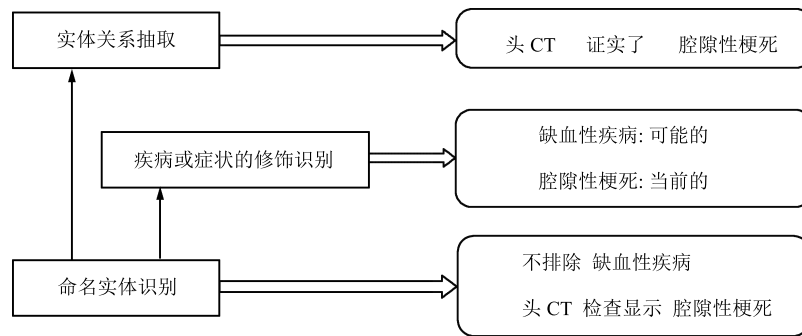 实体关系抽取
头 CT 证实了 腔隙性梗死
疾病或症状的修饰识别
缺血性疾病: 可能的
腔隙性梗死: 当前的
命名实体识别
不排除 缺血性疾病
头 CT 检查显示 腔隙性梗死